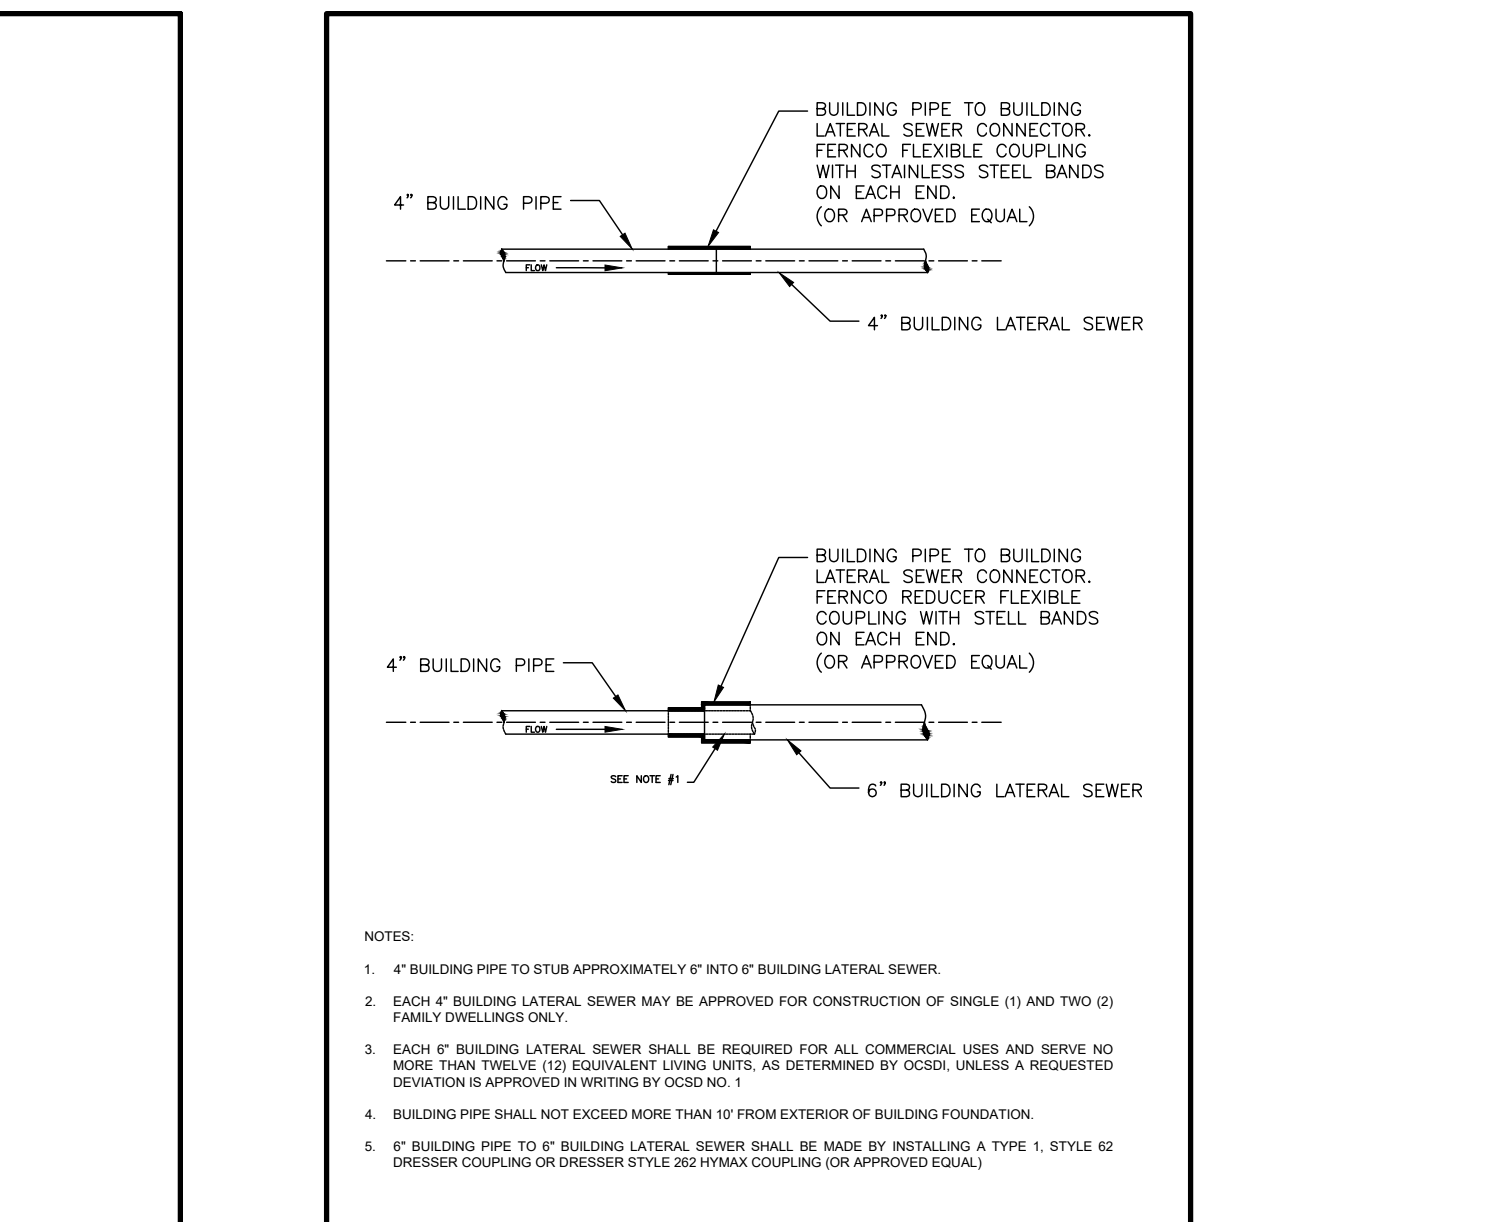 BUILDING PIPE TO BUILDING
LATERAL SEWER CONNECTOR.
FERNCO FLEXIBLE COUPLING
WITH STAINLESS STEEL BANDS
ON EACH END.
(OR APPROVED EQUAL)
4” BUILDING PIPE
FLOW
4” BUILDING LATERAL SEWER
BUILDING PIPE TO BUILDING
LATERAL SEWER CONNECTOR.
FERNCO REDUCER FLEXIBLE
COUPLING WITH STELL BANDS
ON EACH END.
(OR APPROVED EQUAL)
4” BUILDING PIPE
FLOW
SEE NOTE #1
6” BUILDING LATERAL SEWER
NOTES:
1. 4" BUILDING PIPE TO STUB APPROXIMATELY 6" INTO 6" BUILDING LATERAL SEWER.
2. EACH 4" BUILDING LATERAL SEWER MAY BE APPROVED FOR CONSTRUCTION OF SINGLE (1) AND TWO (2)
FAMILY DWELLINGS ONLY.
3. EACH 6" BUILDING LATERAL SEWER SHALL BE REQUIRED FOR ALL COMMERCIAL USES AND SERVE NO
MORE THAN TWELVE (12) EQUIVALENT LIVING UNITS, AS DETERMINED BY OCSDI, UNLESS A REQUESTED
DEVIATION IS APPROVED IN WRITING BY OCSD NO. 1
4. BUILDING PIPE SHALL NOT EXCEED MORE THAN 10' FROM EXTERIOR OF BUILDING FOUNDATION.
5. 6" BUILDING PIPE TO 6" BUILDING LATERAL SEWER SHALL BE MADE BY INSTALLING A TYPE 1, STYLE 62
DRESSER COUPLING OR DRESSER STYLE 262 HYMAX COUPLING (OR APPROVED EQUAL)